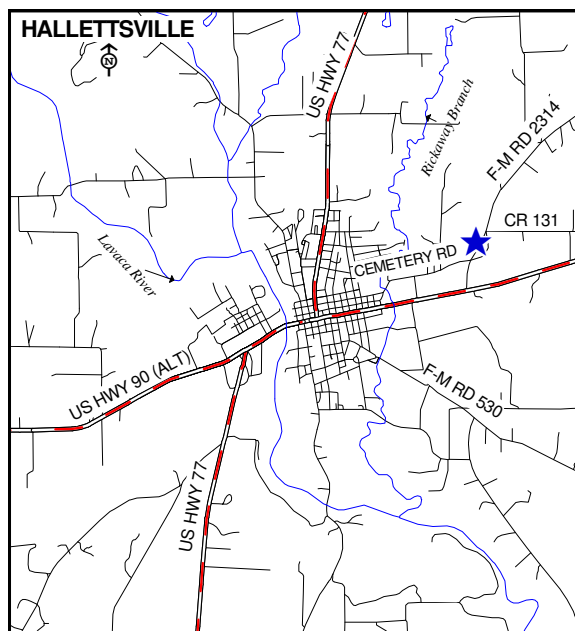 HALLETTSVILLE
N
US HWY 77
Rickaway Branch
F-M RD 2314
CR 131
CEMETERY RD
Lavaca River
US HWY 90 (ALT)
F-M RD 530
US HWY 77